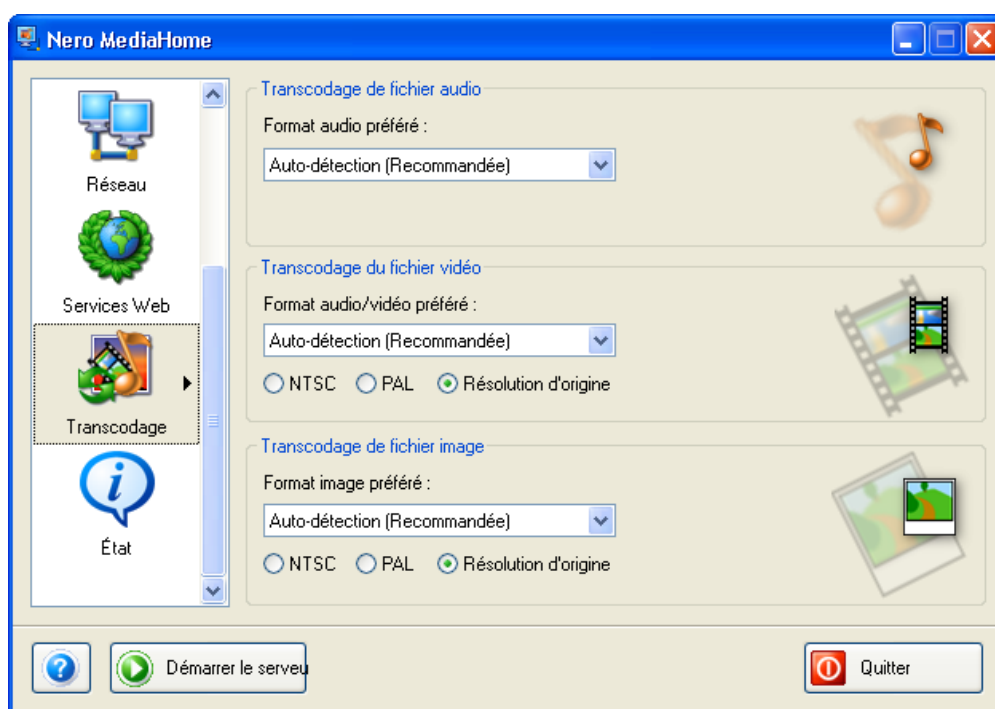 Nero MediaHome
Réseau
Services Web
Transcodage
État
Transcodage de fichier audio
Format audio préféré :
Auto-détection (Recommandée)
Transcodage du fichier vidéo
Format audio/vidéo préféré :
Auto-détection (Recommandée)
NTSC PAL Résolution d'origine
Transcodage de fichier image
Format image préféré :
Auto-détection (Recommandée)
NTSC PAL Résolution d'origine
Démarrer le serveu
Quitter